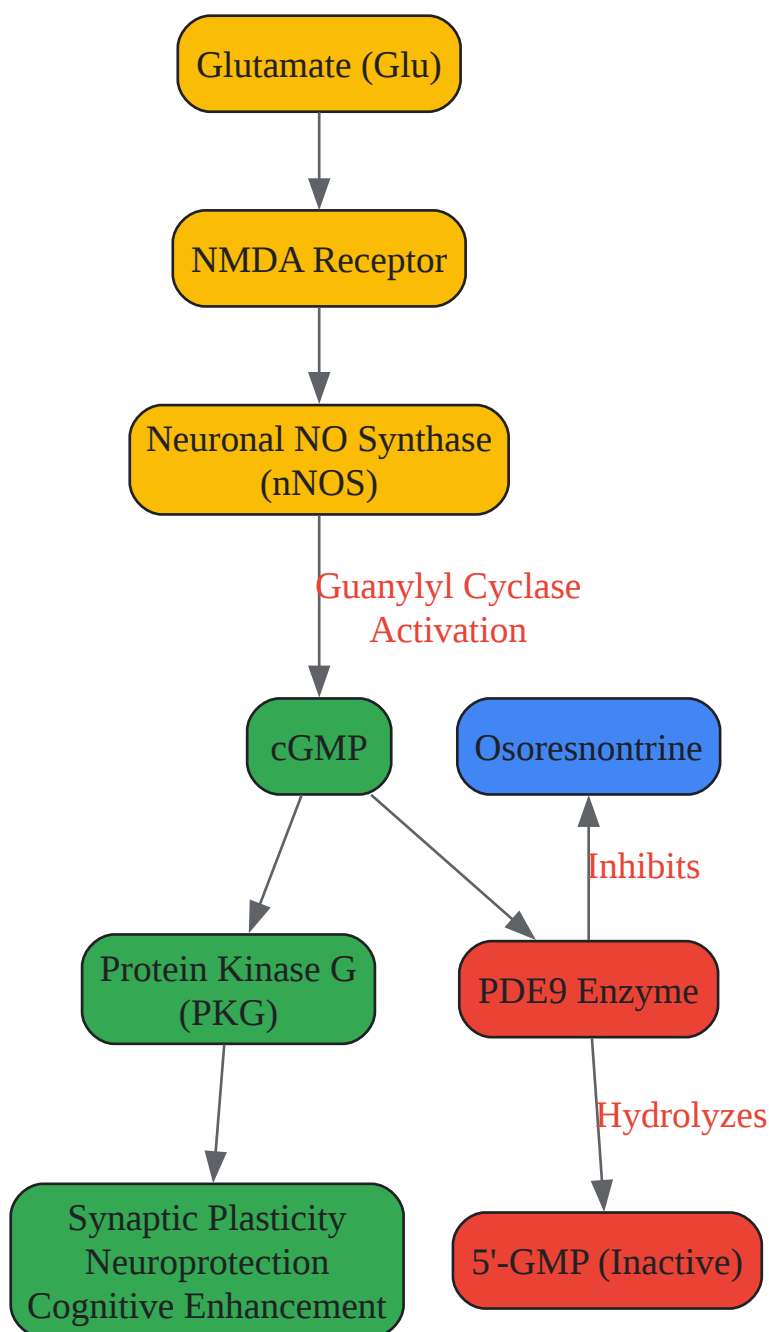 Glutamate (Glu)
NMDA Receptor
Neuronal NO Synthase
(nNOS)
Guanylyl Cyclase
Activation
cGMP
Osoresnontrine
Inhibits
Protein Kinase G
(PKG)
PDE9 Enzyme
Hydrolyzes
Synaptic Plasticity
Neuroprotection
Cognitive Enhancement
5'-GMP (Inactive)